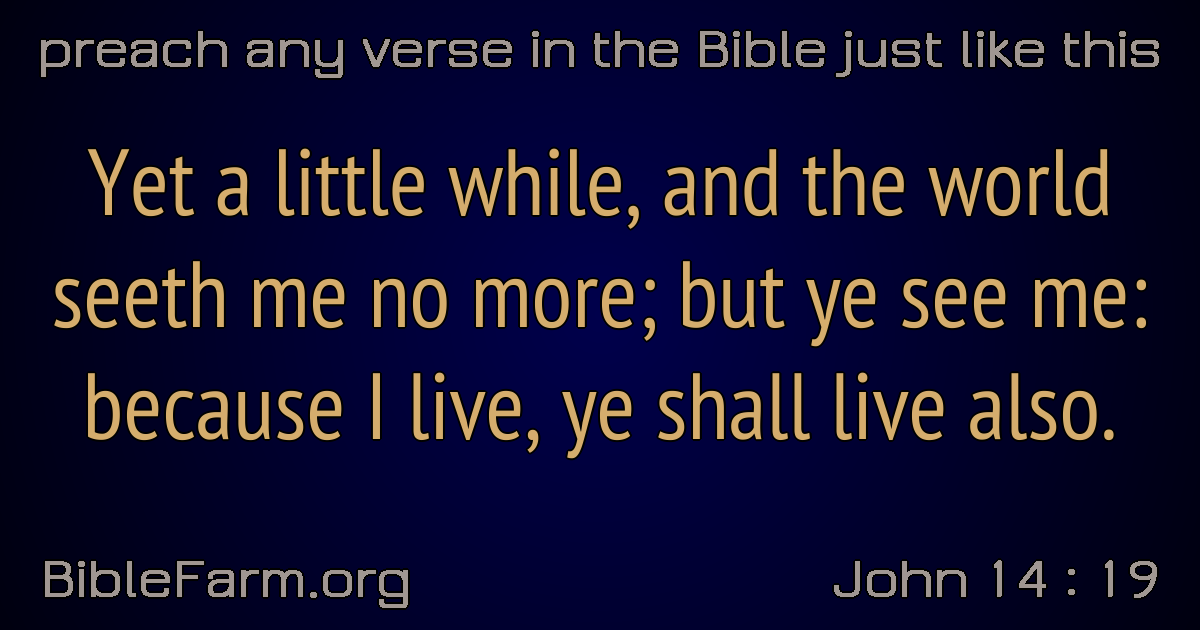 preach any verse in the Bible just like this
Yet a little while, and the world
seeth me no more; but ye see me:
because I live, ye shall live also.
BibleFarm.org
John 14 : 19